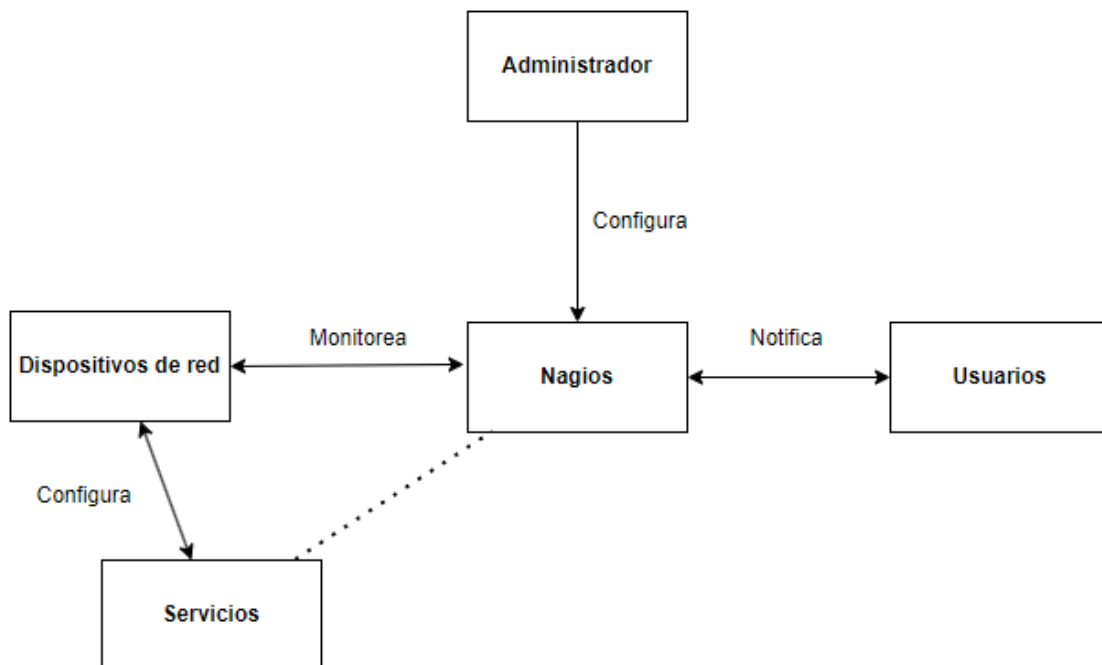 Administrador
Configura
Dispositivos de red
Monitorea
Nagios
Notifica
Usuarios
Configura
Servicios